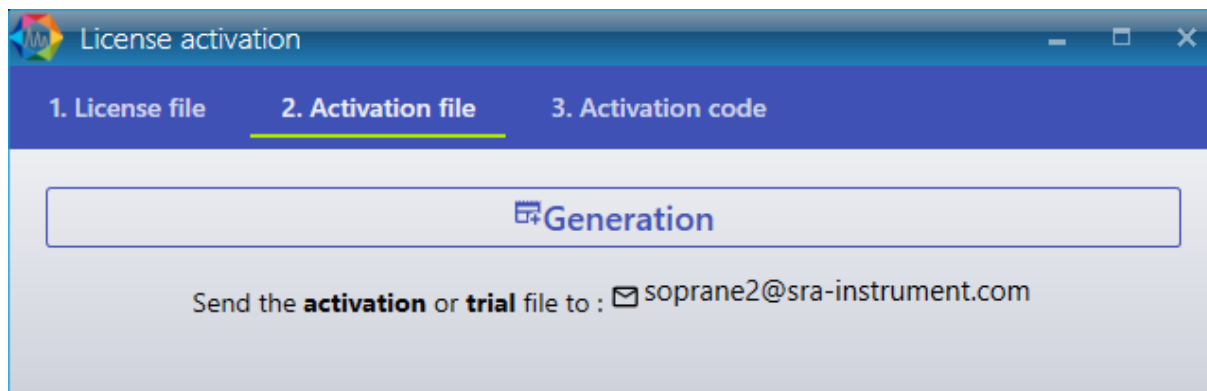 License activation
1. License file 2. Activation file 3. Activation code
Generation
Send the activation or trial file to : soprane2@sra-instrument.com